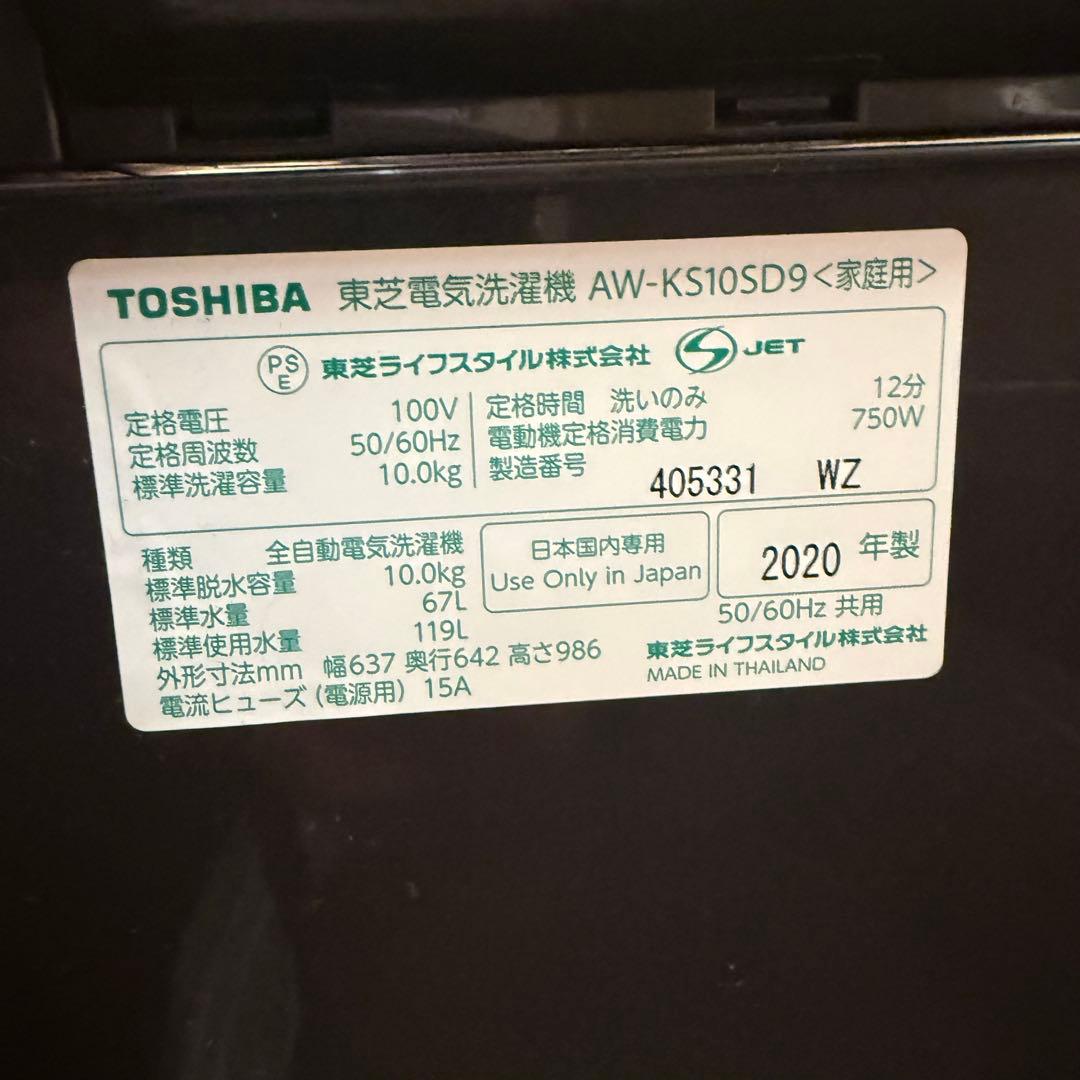 TOSHIBA 東芝電気洗濯機 AW-KS10SD9<家庭用>
PSE 東芝ライフスタイル株式会社 S JET
定格電圧 100V
定格周波数 50/60Hz
標準洗濯容量 10.0kg
定格時間 洗いのみ 12分
電動機定格消費電力 750W
製造番号 405331 WZ
種類 全自動電気洗濯機
標準脱水容量 10.0kg
標準水量 67L
標準使用水量 119L
外形寸法mm 幅637 奥行642 高さ986
電流ヒューズ(電源用) 15A
日本国内専用
Use Only in Japan
2020 年製
50/60Hz 共用
東芝ライフスタイル株式会社
MADE IN THAILAND